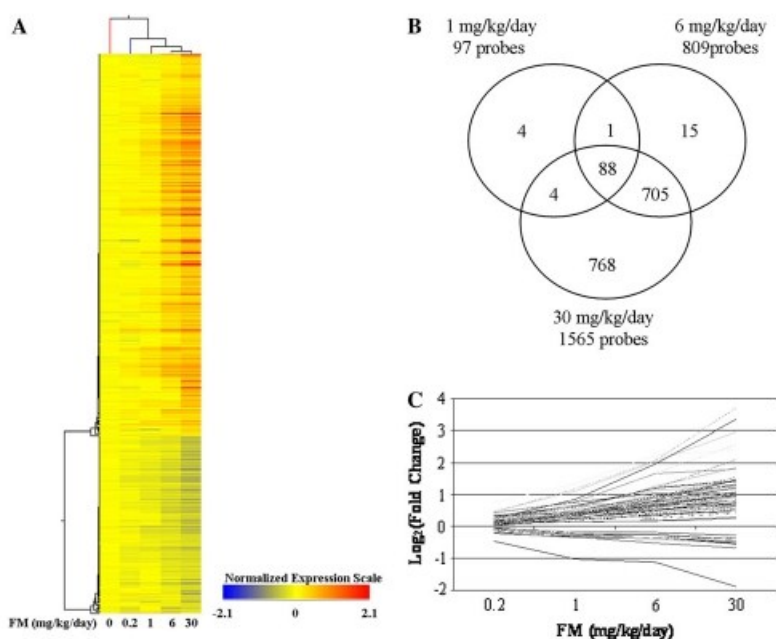 A
FM (mg/kg/day) 0 0.2 1 6 30
Normalized Expression Scale
-2.1 0 2.1
B
1 mg/kg/day
97 probes
6 mg/kg/day
809probes
4 1 15
88
4 705
768
30 mg/kg/day
1565 probes
C
Log2(Fold Change)
4
3
2
1
0
-1
-2
0.2 1 6 30
FM (mg/kg/day)